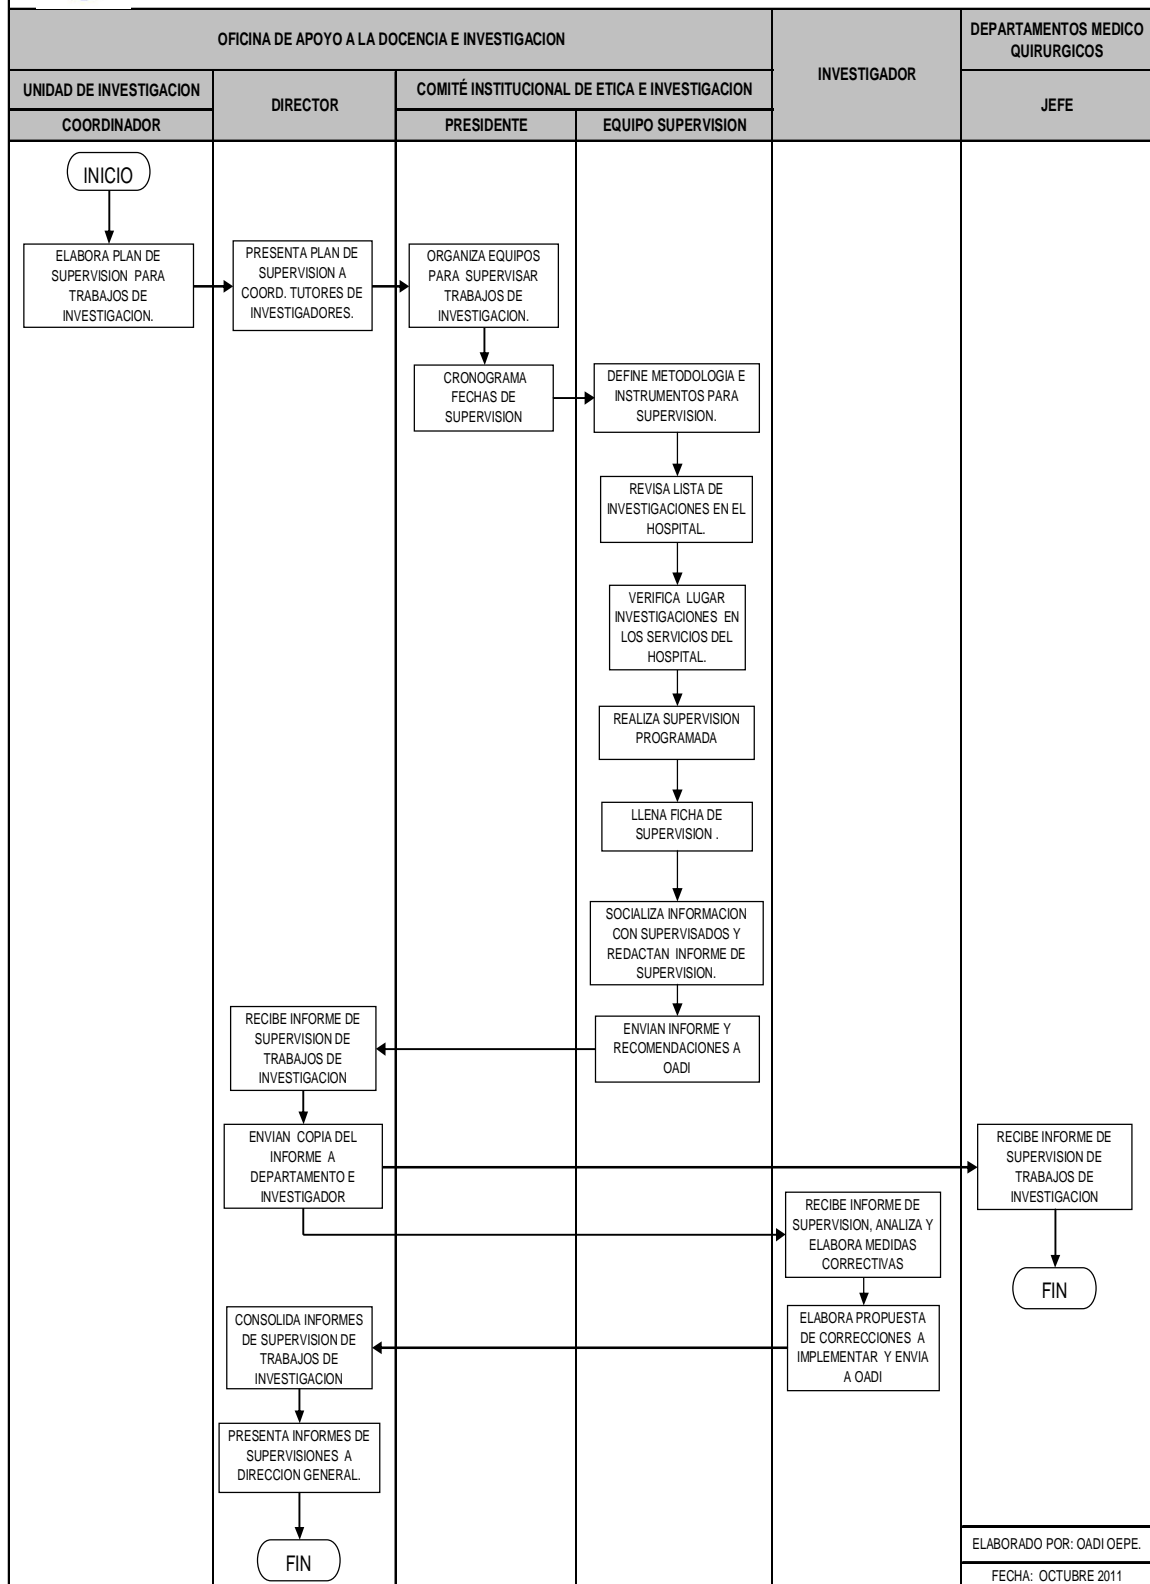 OFICINA DE APOYO A LA DOCENCIA E INVESTIGACION
INVESTIGADOR
DEPARTAMENTOS MEDICO
QUIRURGICOS
UNIDAD DE INVESTIGACION
DIRECTOR
COMITÉ INSTITUCIONAL DE ETICA E INVESTIGACION
JEFE
COORDINADOR
PRESIDENTE
EQUIPO SUPERVISION
INICIO
ELABORA PLAN DE
SUPERVISION PARA
TRABAJOS DE
INVESTIGACION.
PRESENTA PLAN DE
SUPERVISION A
COORD. TUTORES DE
INVESTIGADORES.
ORGANIZA EQUIPOS
PARA SUPERVISAR
TRABAJOS DE
INVESTIGACION.
CRONOGRAMA
FECHAS DE
SUPERVISION
DEFINE METODOLOGIA E
INSTRUMENTOS PARA
SUPERVISION.
REVISA LISTA DE
INVESTIGACIONES EN EL
HOSPITAL.
VERIFICA LUGAR
INVESTIGACIONES EN
LOS SERVICIOS DEL
HOSPITAL.
REALIZA SUPERVISION
PROGRAMADA
LLENA FICHA DE
SUPERVISION .
SOCIALIZA INFORMACION
CON SUPERVISADOS Y
REDACTAN INFORME DE
SUPERVISION.
ENVIAN INFORME Y
RECOMENDACIONES A
OADI
RECIBE INFORME DE
SUPERVISION DE
TRABAJOS DE
INVESTIGACION
ENVIAN COPIA DEL
INFORME A
DEPARTAMENTO E
INVESTIGADOR
RECIBE INFORME DE
SUPERVISION DE
TRABAJOS DE
INVESTIGACION
FIN
RECIBE INFORME DE
SUPERVISION, ANALIZA Y
ELABORA MEDIDAS
CORRECTIVAS
ELABORA PROPUESTA
DE CORRECCIONES A
IMPLEMENTAR Y ENVIA
A OADI
CONSOLIDA INFORMES
DE SUPERVISION DE
TRABAJOS DE
INVESTIGACION
PRESENTA INFORMES DE
SUPERVISIONES A
DIRECCION GENERAL.
FIN
ELABORADO POR: OADI OEPE.
FECHA: OCTUBRE 2011